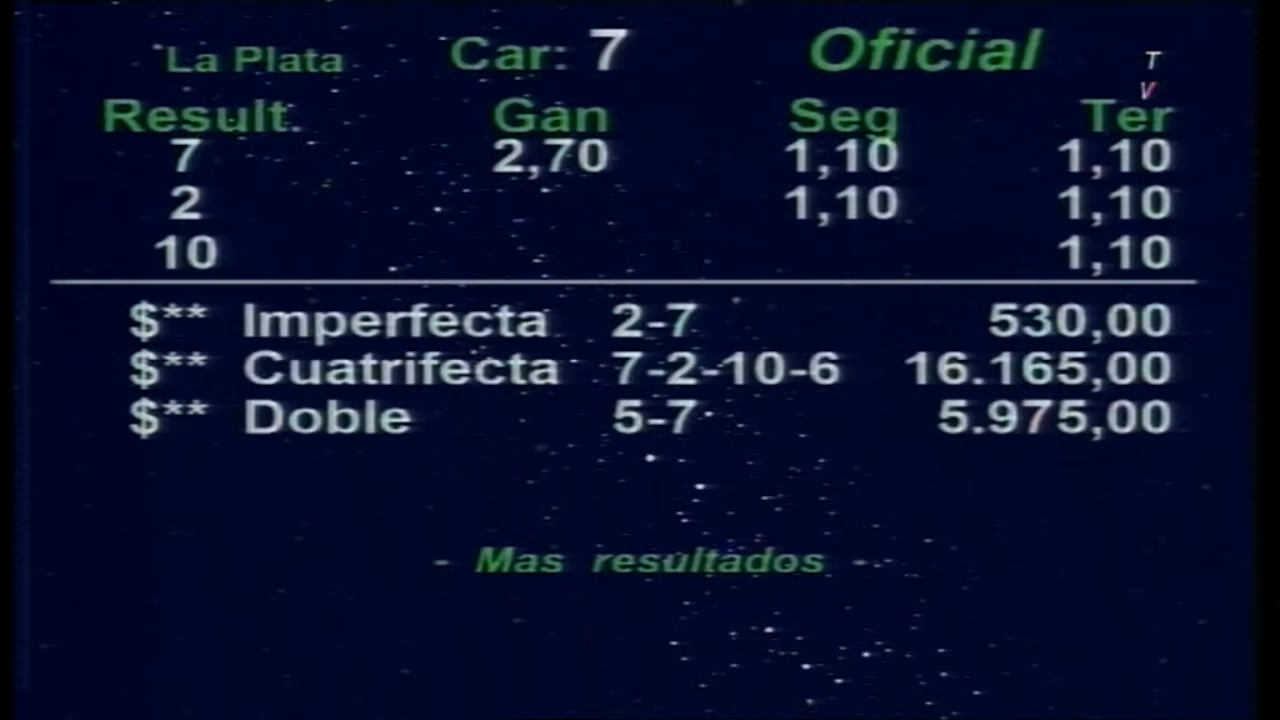 La Plata Car: 7 Oficial T
V
Result. Gan Seg Ter
7 2,70 1,10 1,10
2 1,10 1,10
10 1,10
$** Imperfecta 2-7 530,00
$** Cuatrifecta 7-2-10-6 16.165,00
$** Doble 5-7 5.975,00
- Mas resultados -